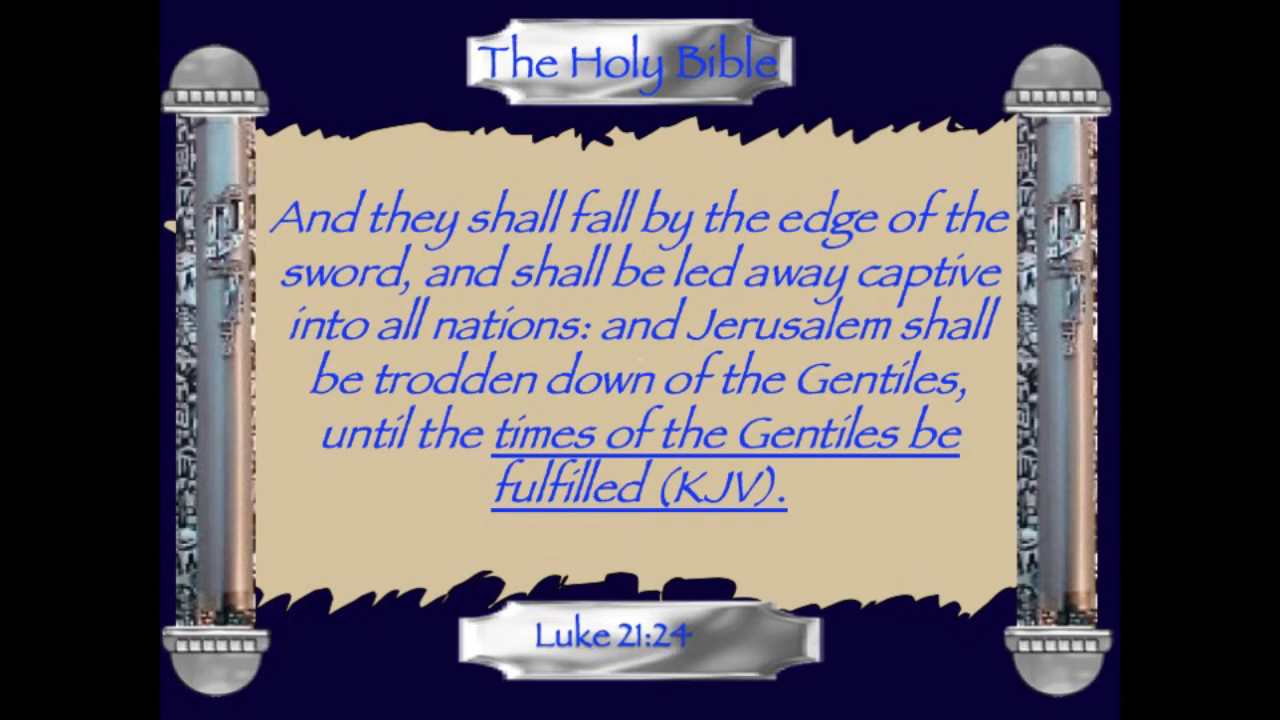 The Holy Bible
And they shall fall by the edge of the
sword, and shall be led away captive
into all nations: and Jerusalem shall
be trodden down of the Gentiles,
until the times of the Gentiles be
fulfilled (KJV).
Luke 21:24